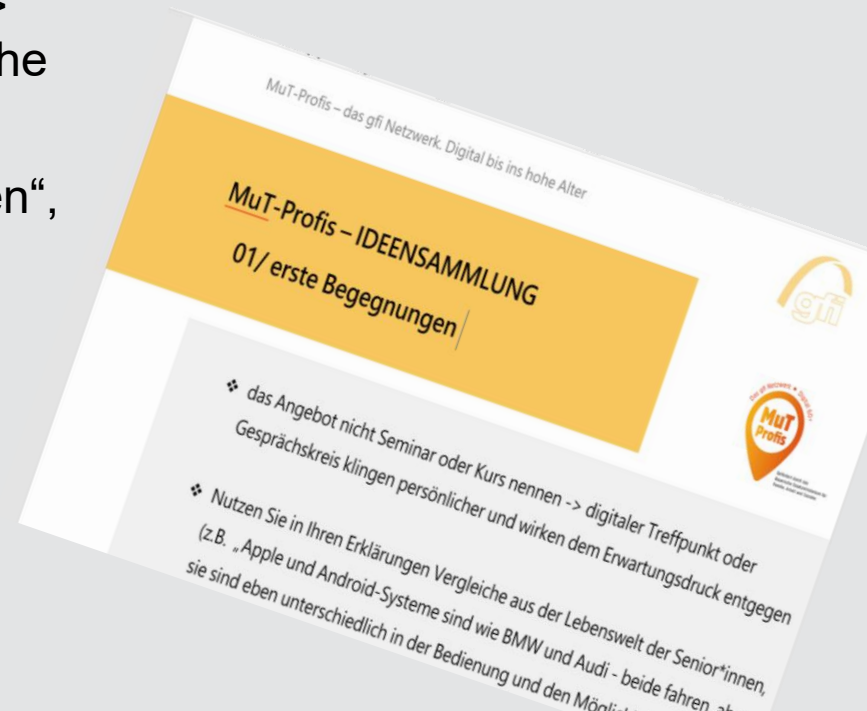 he
en“,
MuT-Profis – das gfi Netzwerk. Digital bis ins hohe Alter
MuT-Profis – IDEENSAMMLUNG
01/ erste Begegnungen
gfi
MuT
Profis
❖ das Angebot nicht Seminar oder Kurs nennen -> digitaler Treffpunkt oder
Gesprächskreis klingen persönlicher und wirken dem Erwartungsdruck entgegen
❖ Nutzen Sie in Ihren Erklärungen Vergleiche aus der Lebenswelt der Senior*innen,
(z.B. „Apple und Android-Systeme sind wie BMW und Audi - beide fahren,
sie sind eben unterschiedlich in der Bedienung und den